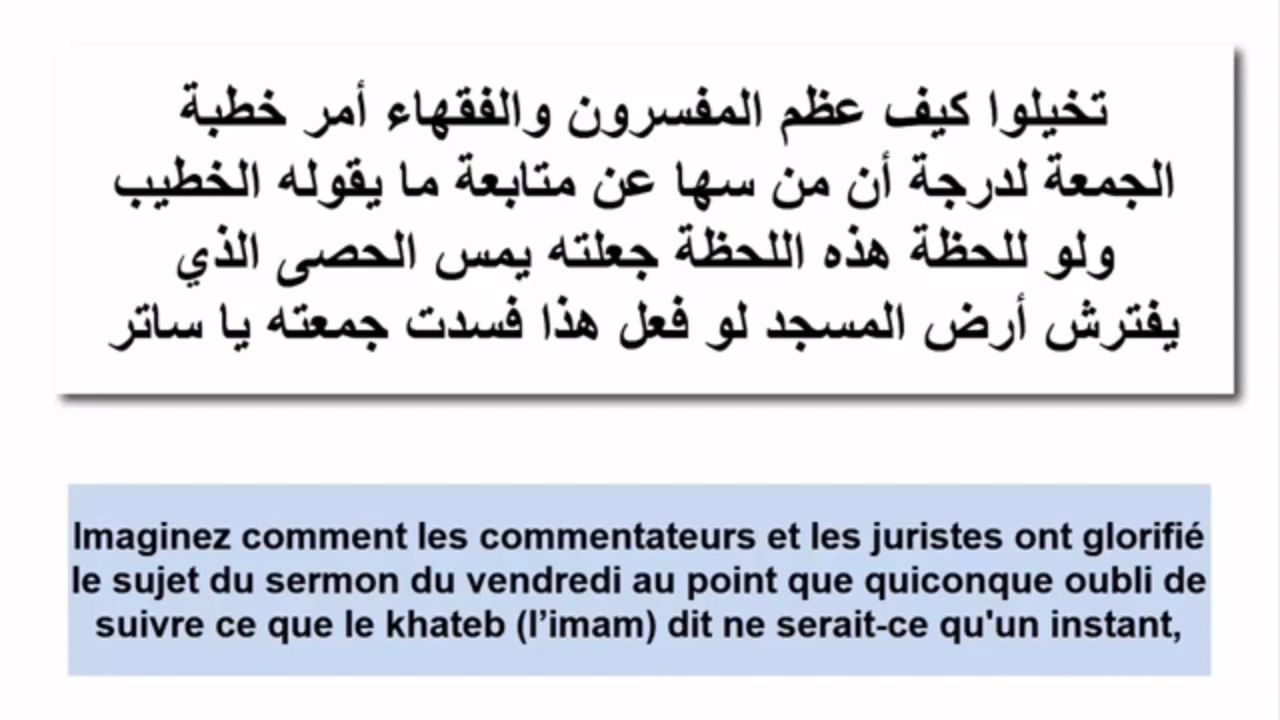 تخيلوا كيف عظم المفسرون والفقهاء أمر خطبة
الجمعة لدرجة أن من سها عن متابعة ما يقوله الخطيب
ولو للحظة هذه اللحظة جعلته يمس الحصى الذي
يفترش أرض المسجد لو فعل هذا فسدت جمعته يا ساتر
Imaginez comment les commentateurs et les juristes ont glorifié
le sujet du sermon du vendredi au point que quiconque oubli de
suivre ce que le khateb (l’imam) dit ne serait-ce qu'un instant,